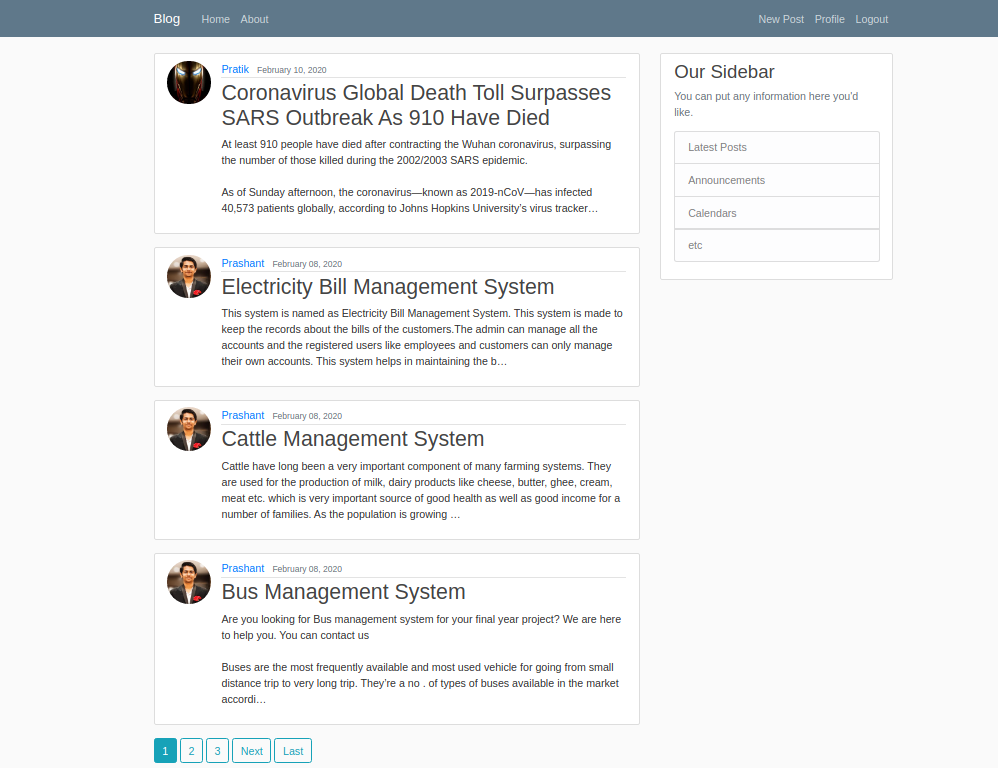 Blog Home About New Post Profile Logout
Pratik February 10, 2020
Coronavirus Global Death Toll Surpasses
SARS Outbreak As 910 Have Died
At least 910 people have died after contracting the Wuhan coronavirus, surpassing
the number of those killed during the 2002/2003 SARS epidemic.
As of Sunday afternoon, the coronavirus—known as 2019-nCoV—has infected
40,573 patients globally, according to Johns Hopkins University's virus tracker…
Prashant February 08, 2020
Electricity Bill Management System
This system is named as Electricity Bill Management System. This system is made to
keep the records about the bills of the customers.The admin can manage all the
accounts and the registered users like employees and customers can only manage
their own accounts. This system helps in maintaining the b…
Prashant February 08, 2020
Cattle Management System
Cattle have long been a very important component of many farming systems. They
are used for the production of milk, dairy products like cheese, butter, ghee, cream,
meat etc. which is very important source of good health as well as good income for a
number of families. As the population is growing …
Prashant February 08, 2020
Bus Management System
Are you looking for Bus management system for your final year project? We are here
to help you. You can contact us
Buses are the most frequently available and most used vehicle for going from small
distance trip to very long trip. They're a no . of types of buses available in the market
accordi…
1 2 3 Next Last
Our Sidebar
You can put any information here you'd
like.
Latest Posts
Announcements
Calendars
etc